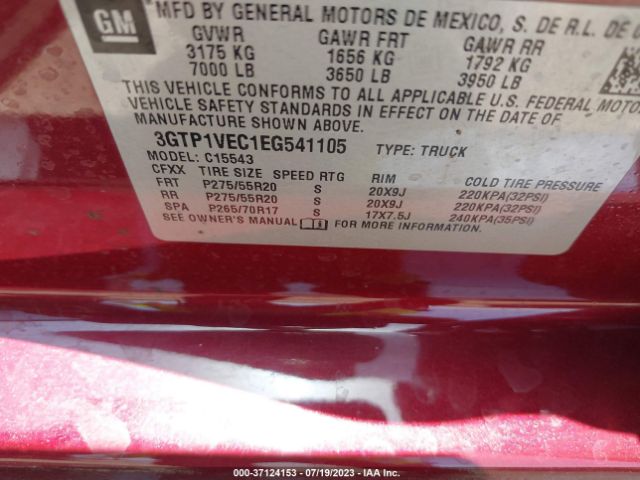 GM
MFD BY GENERAL MOTORS DE MEXICO, S. DE R.L. DE
GVWR GAWR FRT GAWR RR
3175 KG 1656 KG 1792 KG
7000 LB 3650 LB 3950 LB
THIS VEHICLE CONFORMS TO ALL APPLICABLE U.S. FEDERAL MOTOR
VEHICLE SAFETY STANDARDS IN EFFECT ON THE DATE OF
MANUFACTURE SHOWN ABOVE.
3GTP1VEC1EG541105 TYPE: TRUCK
MODEL: C15543
CFXX TIRE SIZE SPEED RTG RIM COLD TIRE PRESSURE
FRT P275/55R20 S 20X9J 220KPA(32PSI)
RR P275/55R20 S 20X9J 220KPA(32PSI)
SPA P265/70R17 S 17X7.5J 240KPA(35PSI)
SEE OWNER'S MANUAL FOR MORE INFORMATION.
000-37124153 - 07/19/2023 - IAA Inc.